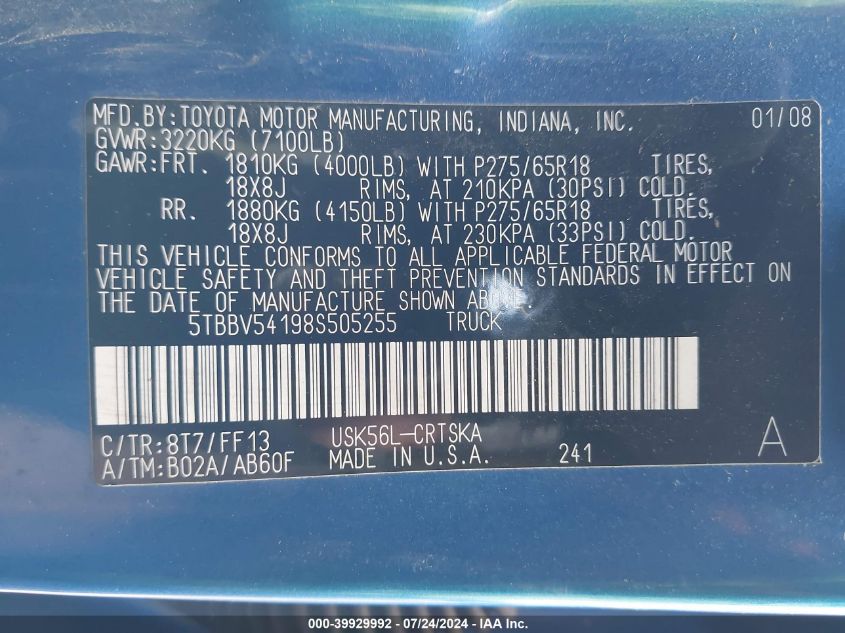 MFD.BY:TOYOTA MOTOR MANUFACTURING, INDIANA, INC. 01/08
GVWR:3220KG (7100LB)
GAWR:FRT. 1810KG (4000LB) WITH P275/65R18 TIRES,
18X8J RIMS, AT 210KPA (30PSI) COLD.
RR. 1880KG (4150LB) WITH P275/65R18 TIRES,
18X8J RIMS, AT 230KPA (33PSI) COLD.
THIS VEHICLE CONFORMS TO ALL APPLICABLE FEDERAL MOTOR
VEHICLE SAFETY AND THEFT PREVENTION STANDARDS IN EFFECT ON
THE DATE OF MANUFACTURE SHOWN ABOVE.
5TBBV54198S505255 TRUCK
C/TR:8T7/FF13 USK56L-CRTSKA A
A/TM:B02A/AB60F MADE IN U.S.A. 241
000-39929992 / 07/24/2024 / IAA Inc.